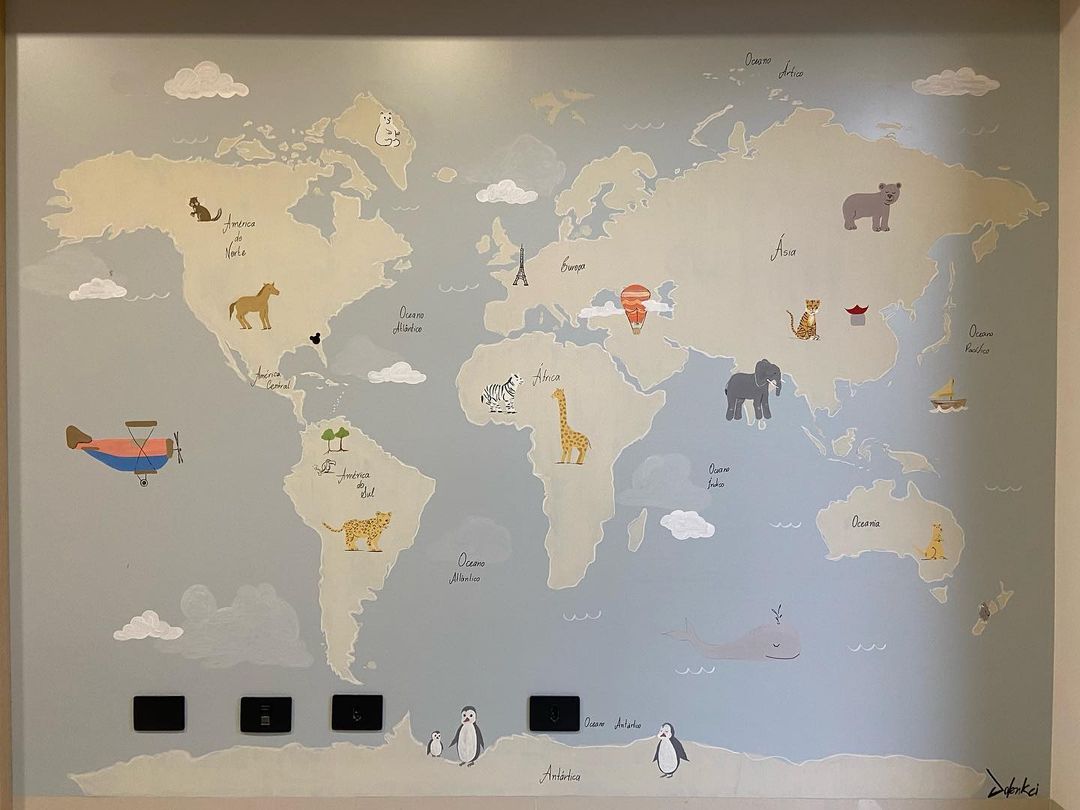 Oceano
Ártico
América
do
Norte
Europa
Ásia
Oceano
Atlântico
Oceano
Pacífico
América
Central
África
América
do
Sul
Oceano
Índico
Oceania
Oceano
Atlântico
Oceano Antártico
Antártica